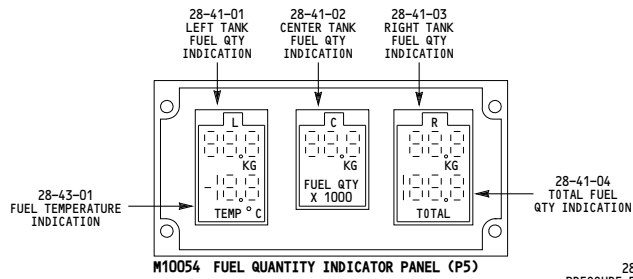 28-41-01
LEFT TANK
FUEL QTY
INDICATION
28-41-02
CENTER TANK
FUEL QTY
INDICATION
28-41-03
RIGHT TANK
FUEL QTY
INDICATION
L
KG
TEMP °C
C
KG
FUEL QTY
X 1000
R
KG
TOTAL
28-43-01
FUEL TEMPERATURE
INDICATION
28-41-04
TOTAL FUEL
QTY INDICATION
M10054 FUEL QUANTITY INDICATOR PANEL (P5)
28